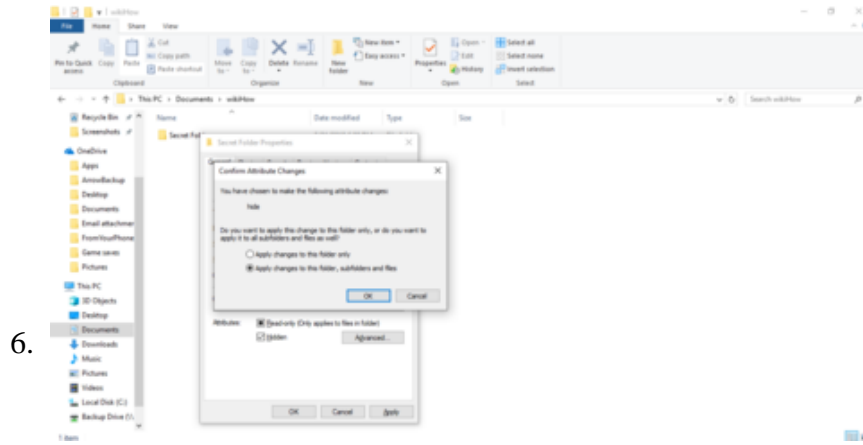 wikiHow
File Home Share View
Pin to Quick access
Copy
Paste
Cut
Copy path
Paste shortcut
Move to
Copy to
Delete
Rename
New folder
New item
Easy access
Properties
Open
Edit
History
Select all
Select none
Invert selection
Clipboard Organize New Open Select
This PC › Documents › wikiHow
Search wikiHow
Name Date modified Type Size
Recycle Bin
Screenshots
OneDrive
Apps
ArrowBackup
Desktop
Documents
Email attachmen
FromYourPhone
Game saves
Pictures
This PC
3D Objects
Desktop
Documents
Downloads
Music
Pictures
Videos
Local Disk (C:)
Backup Drive
1 item
Secret Fol
Secret Folder Properties
Confirm Attribute Changes
You have chosen to make the following attribute changes:
hide
Do you want to apply this change to this folder only, or do you want to
apply it to all subfolders and files as well?
Apply changes to this folder only
Apply changes to this folder, subfolders and files
OK Cancel
Attributes: Read-only (Only applies to files in folder)
Hidden Advanced...
OK Cancel Apply
6.